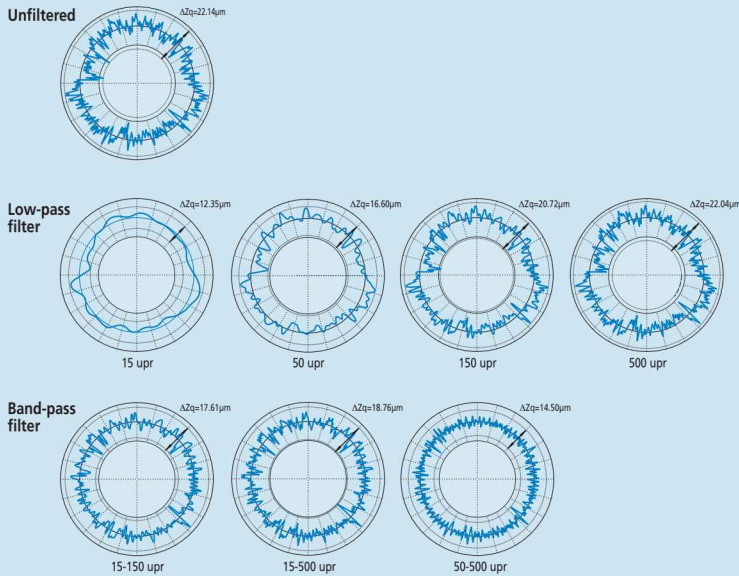 Unfiltered
ΔZq=22.14µm
Low-pass
filter
ΔZq=12.35µm
ΔZq=16.60µm
ΔZq=20.72µm
ΔZq=22.04µm
15 upr
50 upr
150 upr
500 upr
Band-pass
filter
ΔZq=17.61µm
ΔZq=18.76µm
ΔZq=14.50µm
15-150 upr
15-500 upr
50-500 upr